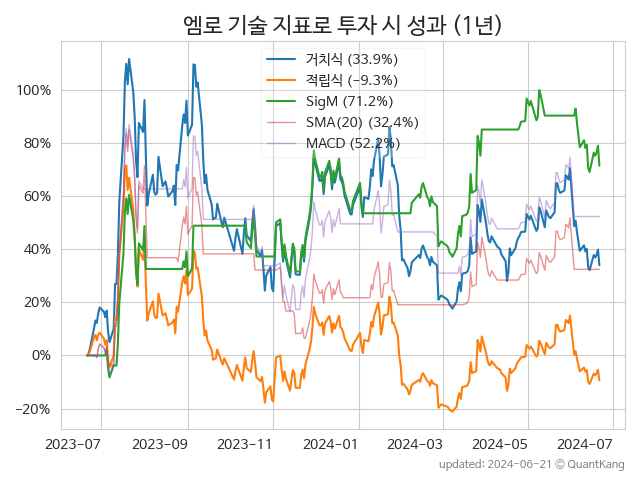 엠로 기술 지표로 투자 시 성과 (1년)
거치식 (33.9%)
적립식 (-9.3%)
SigM (71.2%)
SMA(20) (32.4%)
MACD (52.2%)
100%
80%
60%
40%
20%
0%
−20%
2023-07 2023-09 2023-11 2024-01 2024-03 2024-05 2024-07
updated: 2024-06-21 © QuantKang